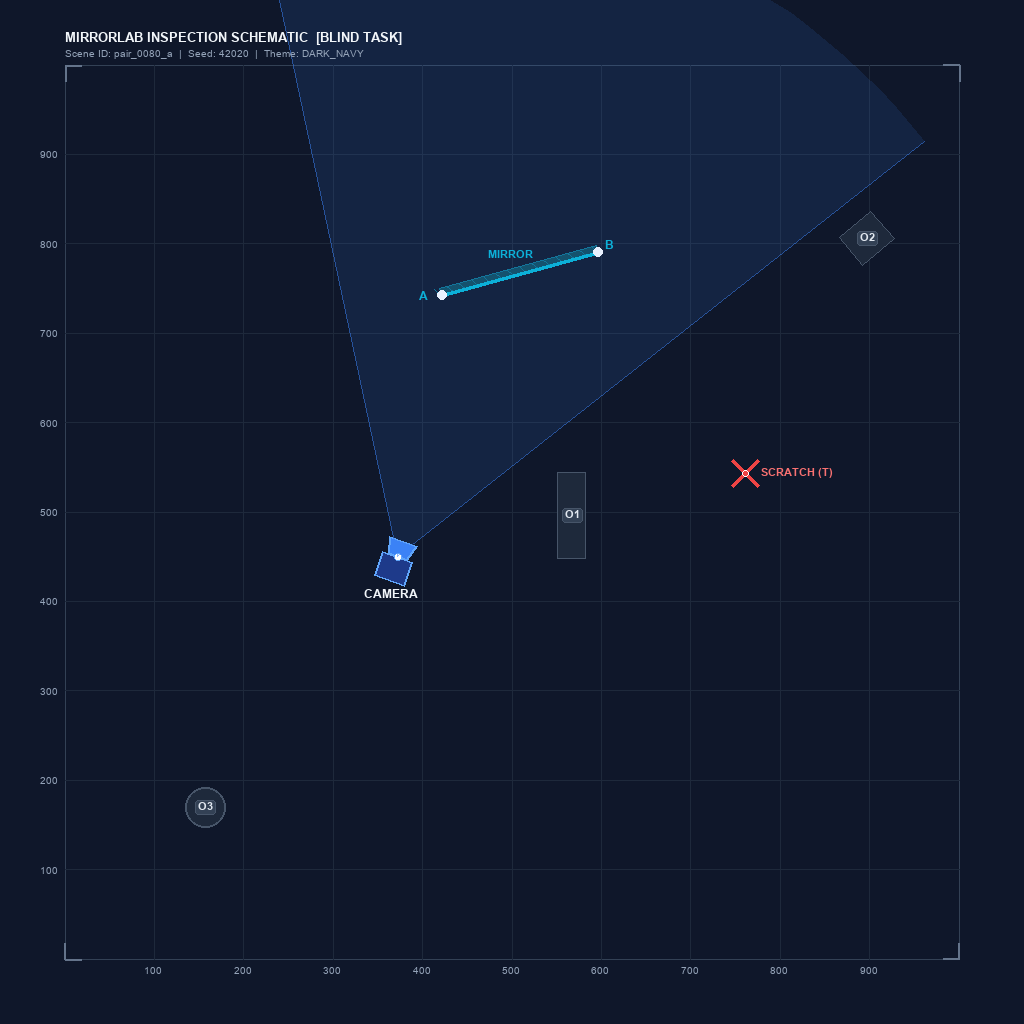 MIRRORLAB INSPECTION SCHEMATIC [BLIND TASK]
Scene ID: pair_0080_a | Seed: 42020 | Theme: DARK_NAVY
900
800
700
600
500
400
300
200
100
MIRROR
A
B
O2
SCRATCH (T)
O1
CAMERA
O3
100 200 300 400 500 600 700 800 900